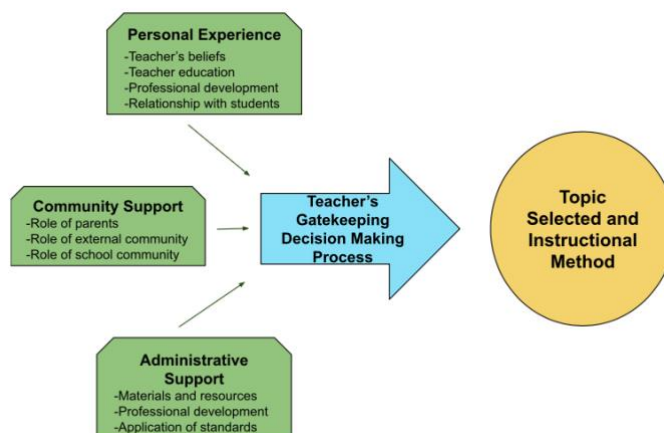 Personal Experience
-Teacher's beliefs
-Teacher education
-Professional development
-Relationship with students
Community Support
-Role of parents
-Role of external community
-Role of school community
Teacher's
Gatekeeping
Decision Making
Process
Topic
Selected and
Instructional
Method
Administrative
Support
-Materials and resources
-Professional development
-Application of standards